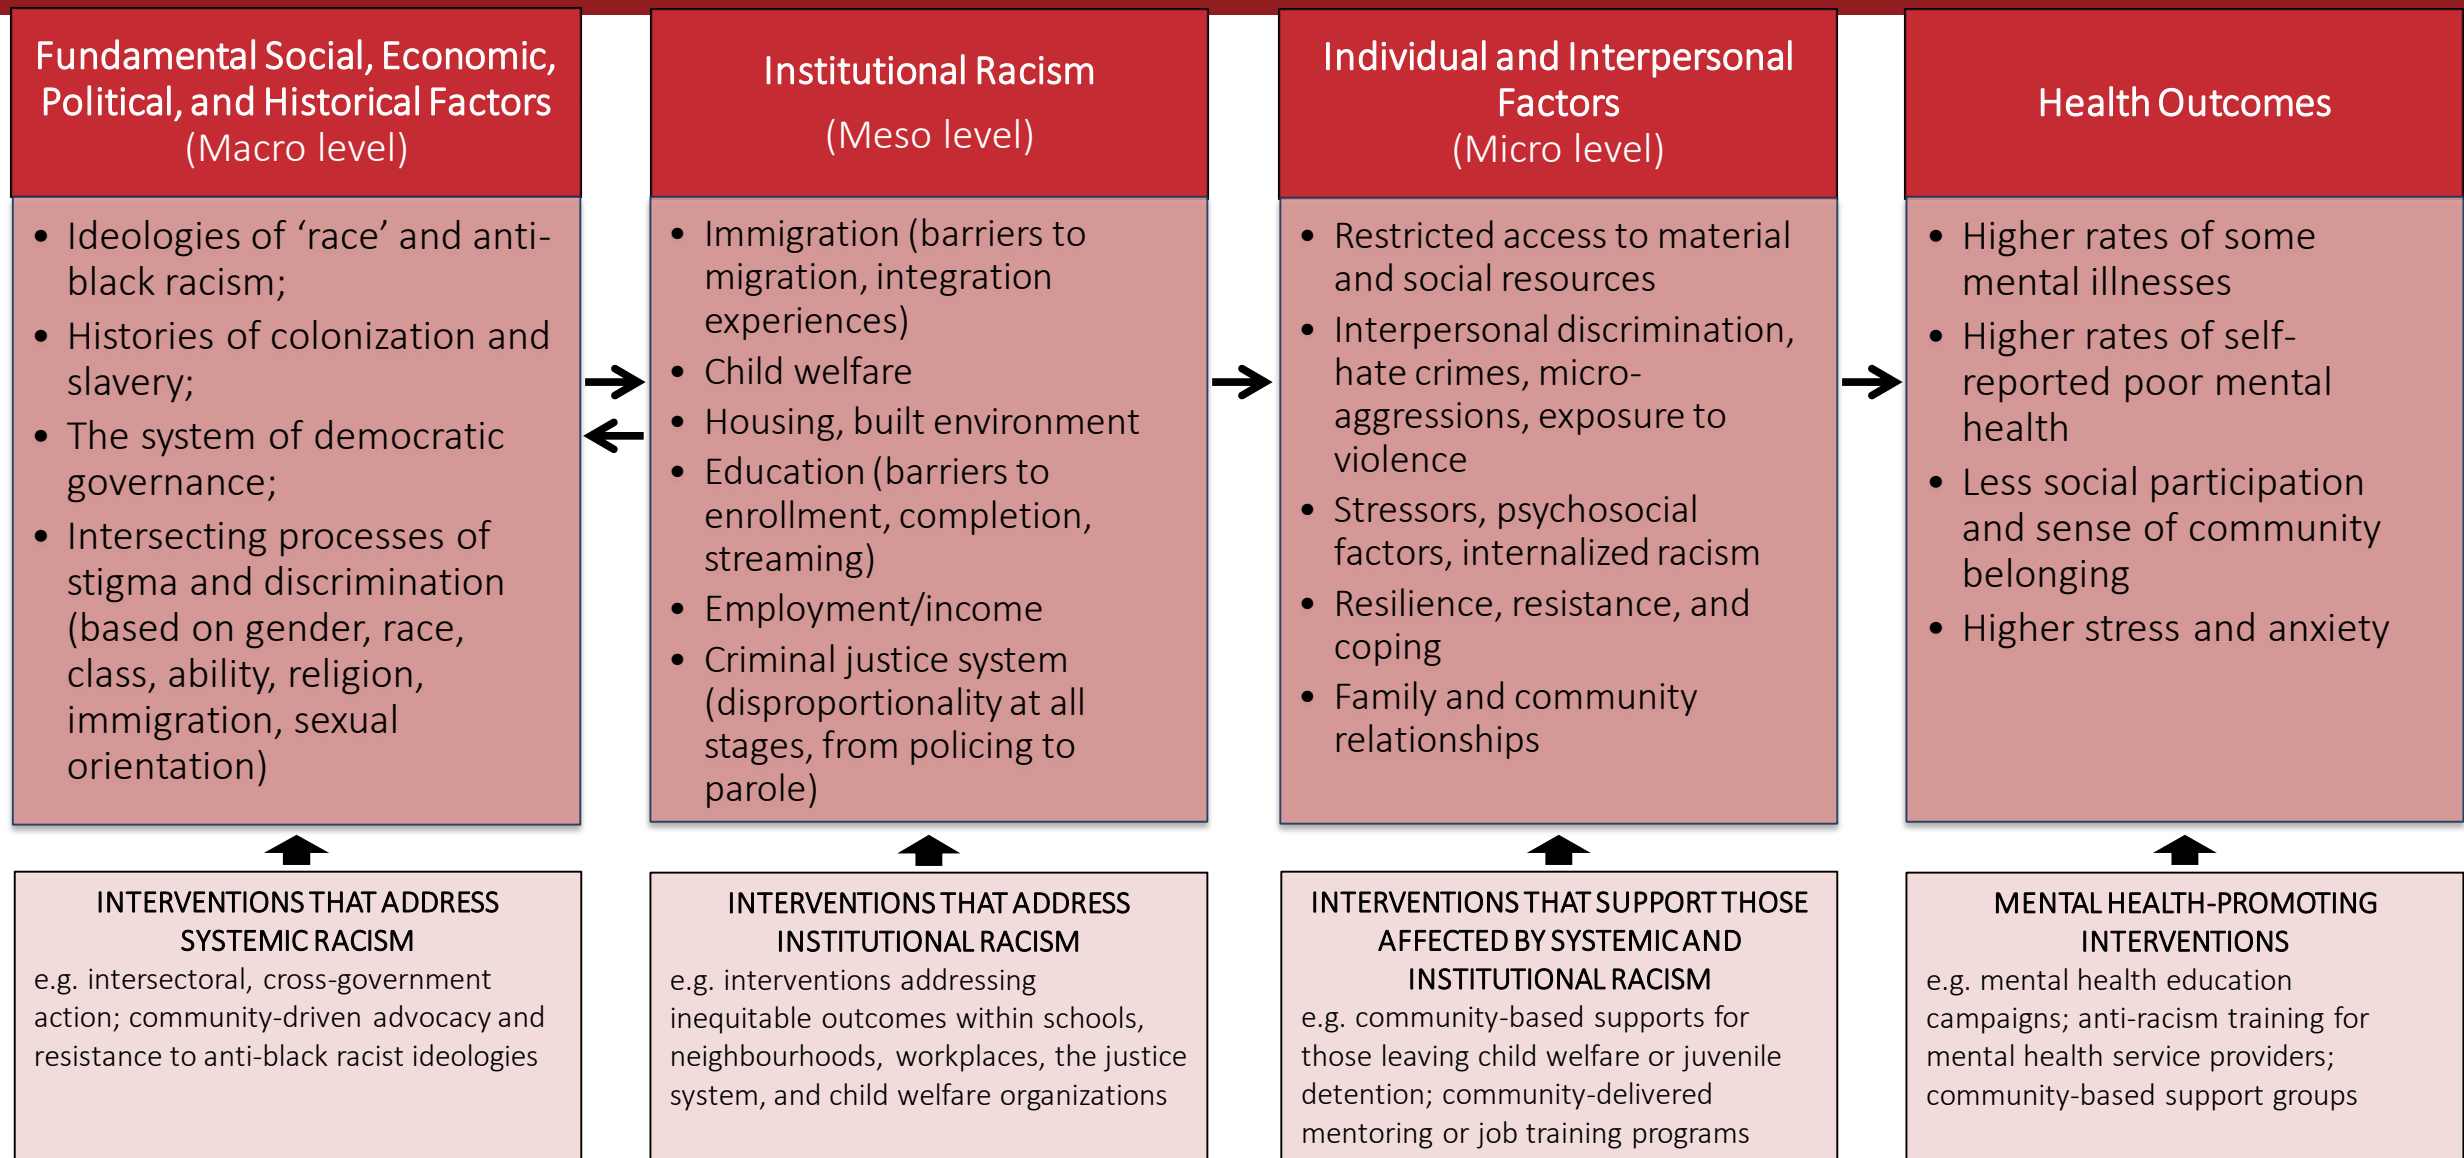 Fundamental Social, Economic,
Political, and Historical Factors
(Macro level)
• Ideologies of ‘race’ and anti-
black racism;
• Histories of colonization and
slavery;
• The system of democratic
governance;
• Intersecting processes of
stigma and discrimination
(based on gender, race,
class, ability, religion,
immigration, sexual
orientation)
INTERVENTIONS THAT ADDRESS
SYSTEMIC RACISM
e.g. intersectoral, cross-government
action; community-driven advocacy and
resistance to anti-black racist ideologies
Institutional Racism
(Meso level)
• Immigration (barriers to
migration, integration
experiences)
• Child welfare
• Housing, built environment
• Education (barriers to
enrollment, completion,
streaming)
• Employment/income
• Criminal justice system
(disproportionality at all
stages, from policing to
parole)
INTERVENTIONS THAT ADDRESS
INSTITUTIONAL RACISM
e.g. interventions addressing
inequitable outcomes within schools,
neighbourhoods, workplaces, the justice
system, and child welfare organizations
Individual and Interpersonal
Factors
(Micro level)
• Restricted access to material
and social resources
• Interpersonal discrimination,
hate crimes, micro-
aggressions, exposure to
violence
• Stressors, psychosocial
factors, internalized racism
• Resilience, resistance, and
coping
• Family and community
relationships
INTERVENTIONS THAT SUPPORT THOSE
AFFECTED BY SYSTEMIC AND
INSTITUTIONAL RACISM
e.g. community-based supports for
those leaving child welfare or juvenile
detention; community-delivered
mentoring or job training programs
Health Outcomes
• Higher rates of some
mental illnesses
• Higher rates of self-
reported poor mental
health
• Less social participation
and sense of community
belonging
• Higher stress and anxiety
MENTAL HEALTH-PROMOTING
INTERVENTIONS
e.g. mental health education
campaigns; anti-racism training for
mental health service providers;
community-based support groups